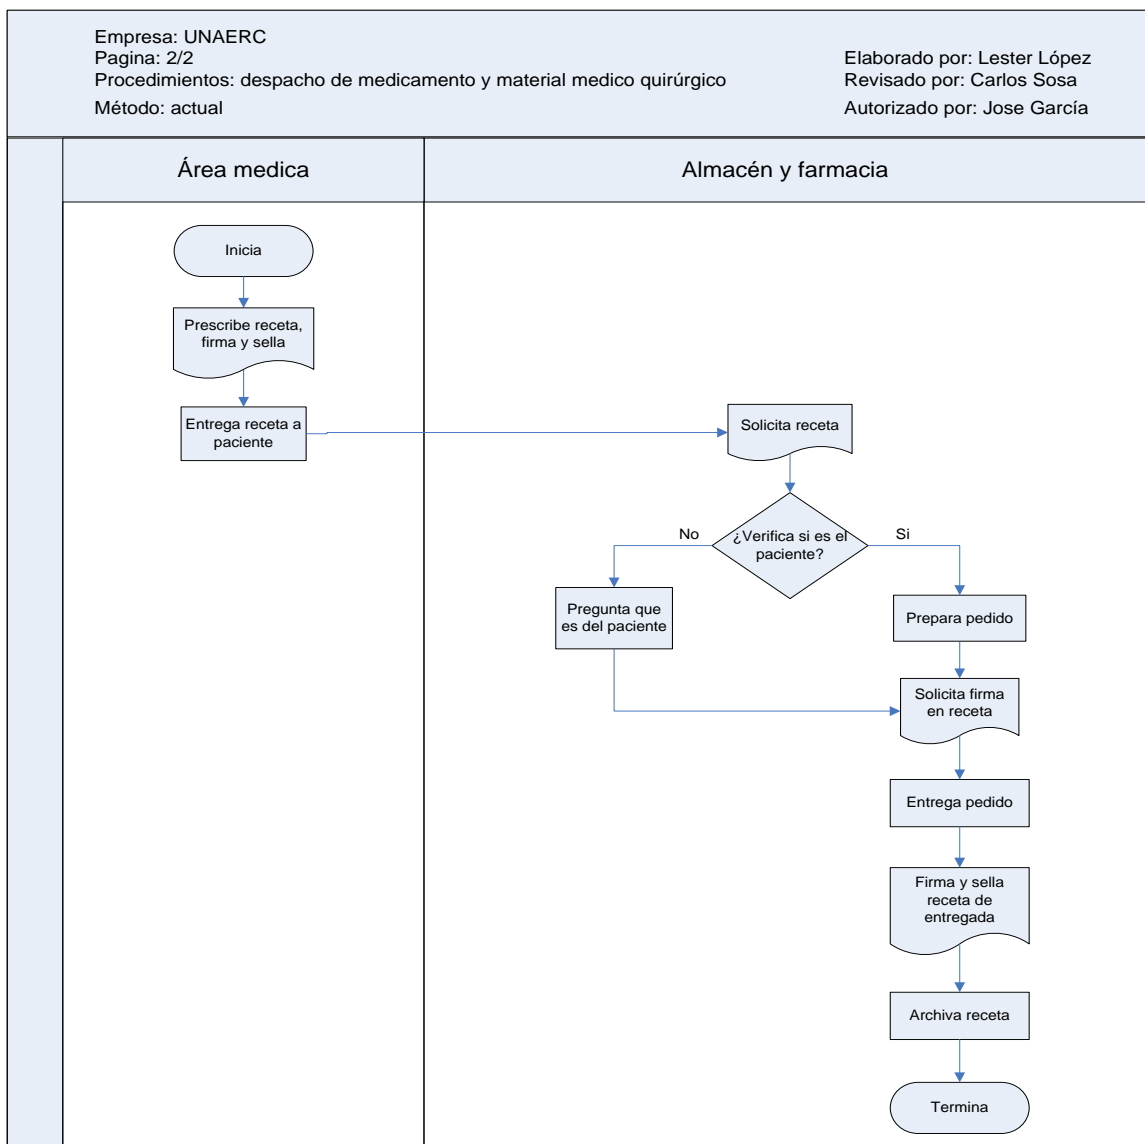 Empresa: UNAERC
Pagina: 2/2
Procedimientos: despacho de medicamento y material medico quirúrgico
Método: actual
Elaborado por: Lester López
Revisado por: Carlos Sosa
Autorizado por: Jose García
Área medica
Almacén y farmacia
Inicia
Prescribe receta,
firma y sella
Entrega receta a
paciente
Solicita receta
¿Verifica si es el
paciente?
No
Si
Pregunta que
es del paciente
Prepara pedido
Solicita firma
en receta
Entrega pedido
Firma y sella
receta de
entregada
Archiva receta
Termina